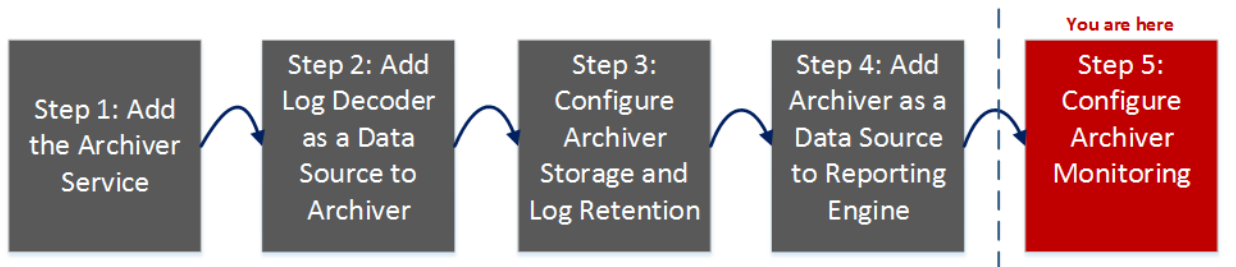 Step 1: Add
the Archiver
Service
Step 2: Add
Log Decoder
as a Data
Source to
Archiver
Step 3:
Configure
Archiver
Storage and
Log Retention
Step 4: Add
Archiver as a
Data Source
to Reporting
Engine
You are here
Step 5:
Configure
Archiver
Monitoring